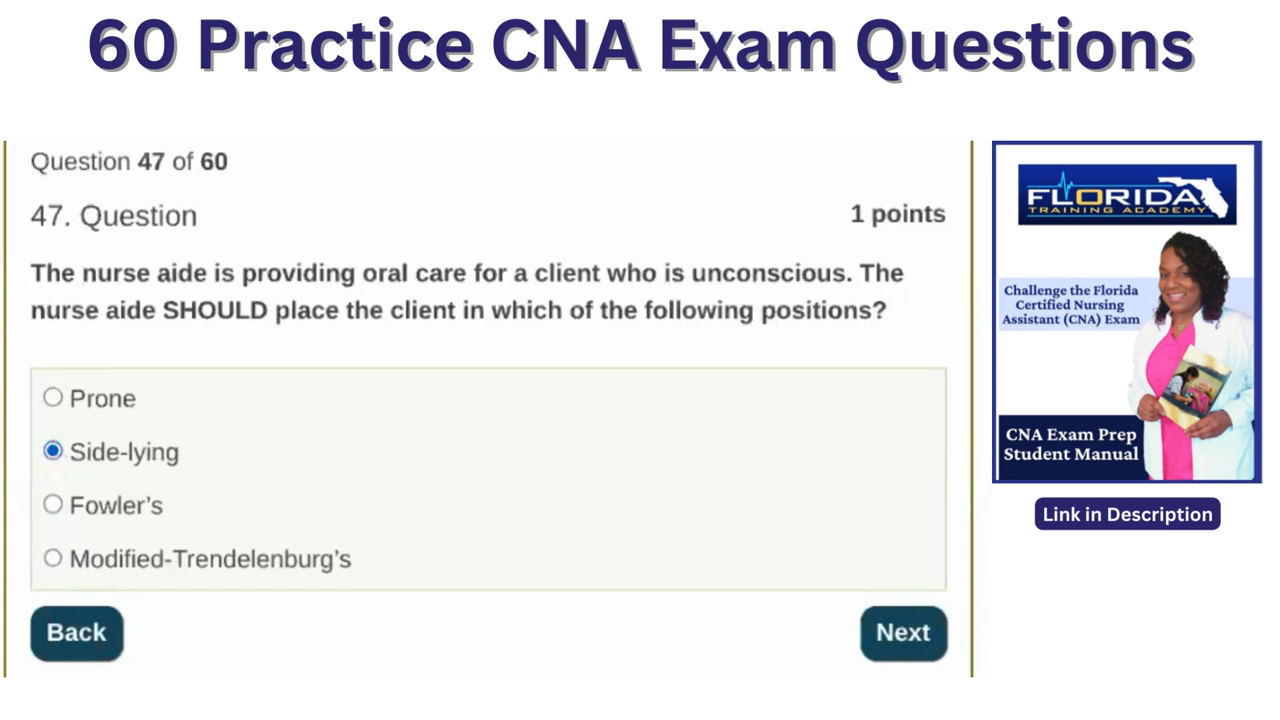 60 Practice CNA Exam Questions
Question 47 of 60
47. Question
1 points
The nurse aide is providing oral care for a client who is unconscious. The
nurse aide SHOULD place the client in which of the following positions?
Prone
Side-lying
Fowler's
Modified-Trendelenburg's
Back
Next
FLORIDA
TRAINING ACADEMY
Challenge the Florida
Certified Nursing
Assistant (CNA) Exam
CNA Exam Prep
Student Manual
Link in Description